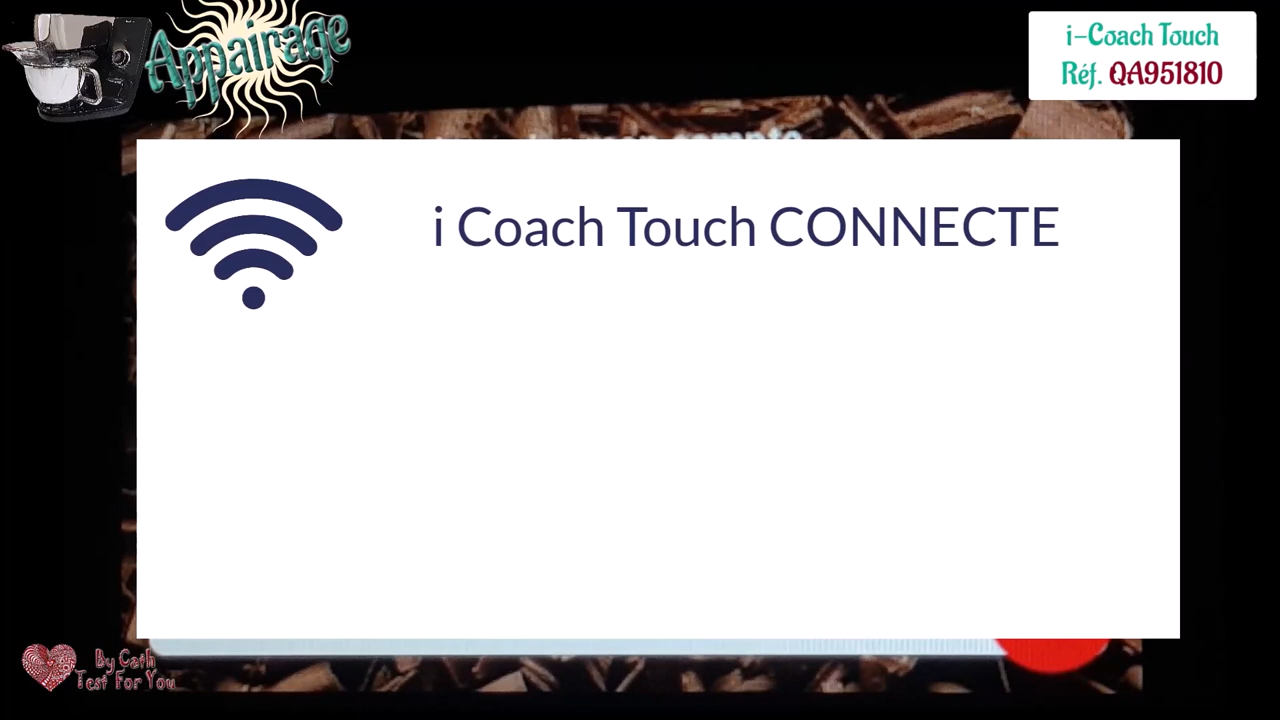 Appairage
i-Coach Touch
Réf. QA951810
i Coach Touch CONNECTE
By Cath
Test For You